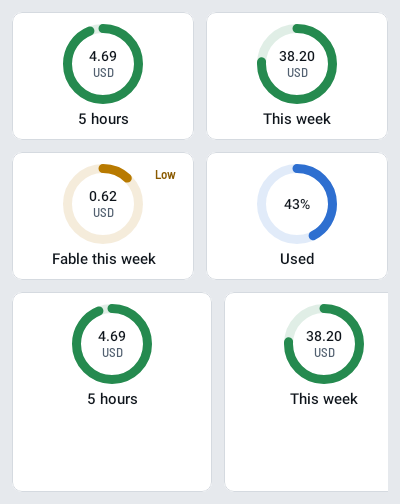 4.69
USD
5 hours
38.20
USD
This week
Low
0.62
USD
Fable this week
43%
Used
4.69
USD
5 hours
38.20
USD
This week